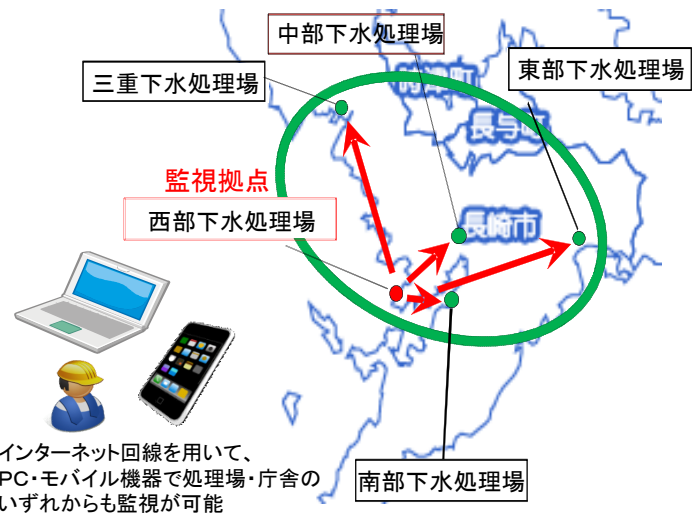 中部下水処理場
三重下水処理場
東部下水処理場
時津町
長与町
監視拠点
西部下水処理場
長崎市
インターネット回線を用いて、
PC・モバイル機器で処理場・庁舎の
いずれからも監視が可能
南部下水処理場